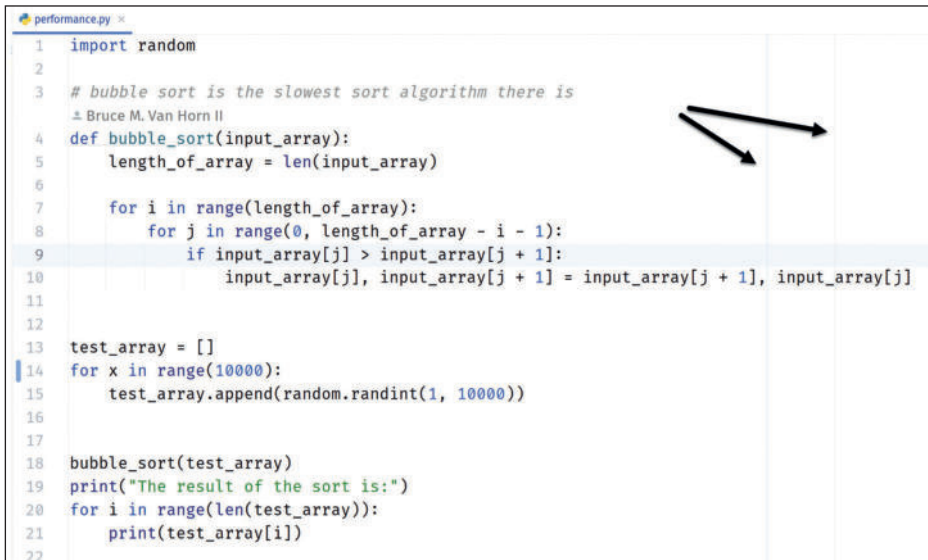 performance.py ×
1 import random
2
3 # bubble sort is the slowest sort algorithm there is
Bruce M. Van Horn II
4 def bubble_sort(input_array):
5     length_of_array = len(input_array)
6
7     for i in range(length_of_array):
8         for j in range(0, length_of_array - i - 1):
9             if input_array[j] > input_array[j + 1]:
10                 input_array[j], input_array[j + 1] = input_array[j + 1], input_array[j]
11
12
13 test_array = []
14 for x in range(10000):
15     test_array.append(random.randint(1, 10000))
16
17
18 bubble_sort(test_array)
19 print("The result of the sort is:")
20 for i in range(len(test_array)):
21     print(test_array[i])
22